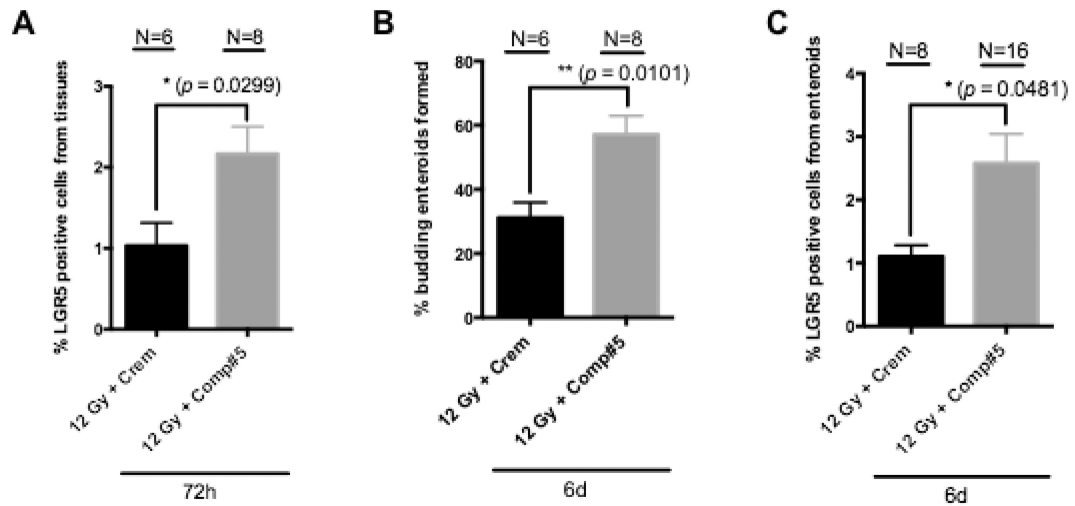 A
N=6 N=8
* (p = 0.0299)
% LGR5 positive cells from tissues
3
2
1
0
12 Gy + Crem
12 Gy + Comp#5
72h
B
N=6 N=8
** (p = 0.0101)
% budding enteroids formed
80
60
40
20
0
12 Gy + Crem
12 Gy + Comp#5
6d
C
N=8 N=16
* (p = 0.0481)
% LGR5 positive cells from enteroids
4
3
2
1
0
12 Gy + Crem
12 Gy + Comp#5
6d